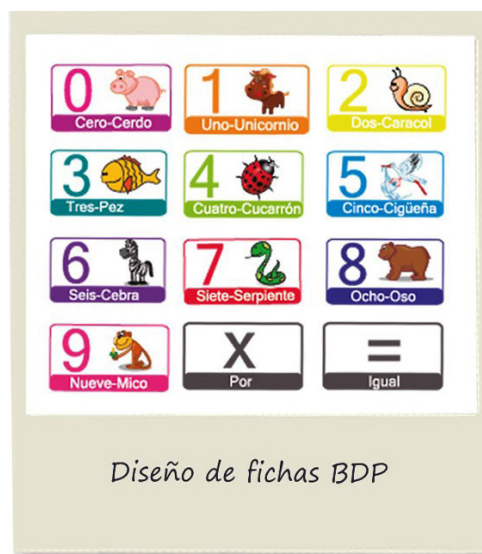 0 1 2
Cero-Cerdo Uno-Unicornio Dos-Caracol
3 4 5
Tres-Pez Cuatro-Cucarrón Cinco-Cigüeña
6 7 8
Seis-Cebra Siete-Serpiente Ocho-Oso
9 X =
Nueve-Mico Por Igual
Diseño de fichas BDP